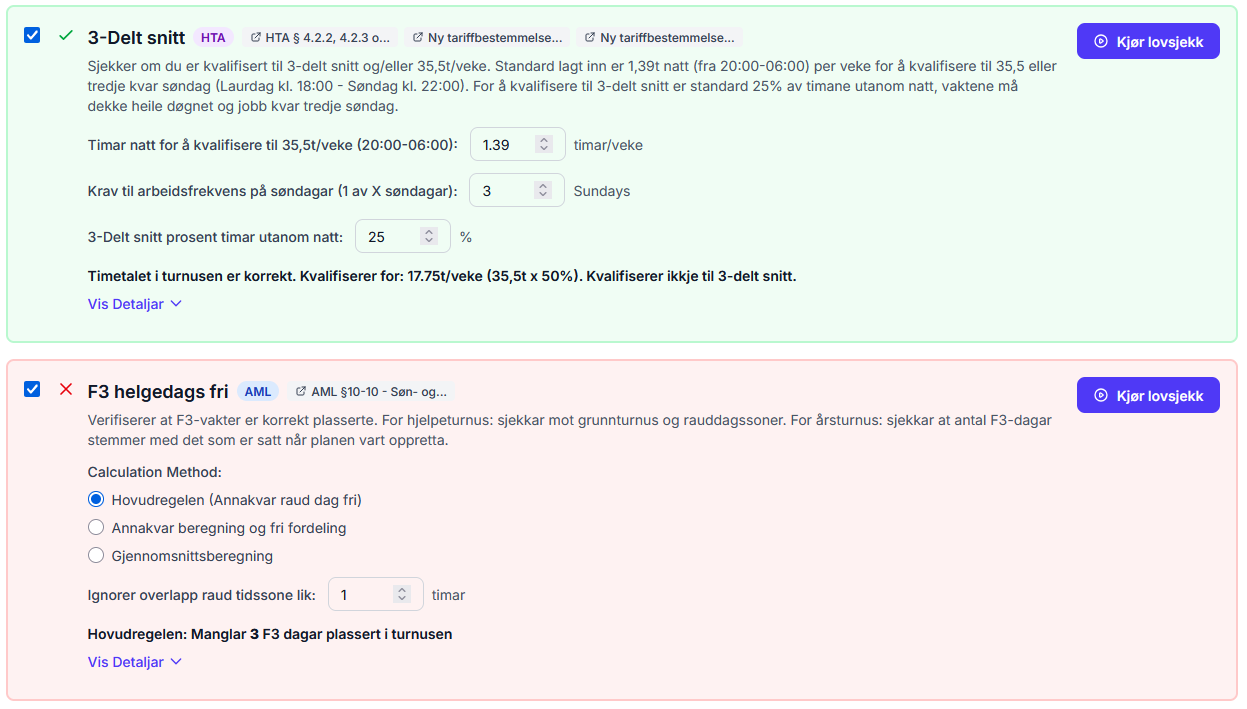 3-Delt snitt HTA HTA § 4.2.2, 4.2.3 o... Ny tariffbestemmelse... Ny tariffbestemmelse... Kjør lovsjekk
Sjekker om du er kvalifisert til 3-delt snitt og/eller 35,5t/veke. Standard lagt inn er 1,39t natt (fra 20:00-06:00) per veke for å kvalifisere til 35,5 eller
tredje kvar søndag (Laurdag kl. 18:00 - Søndag kl. 22:00). For å kvalifisere til 3-delt snitt er standard 25% av timane utanom natt, vaktene må
dekke heile døgnet og jobb kvar tredje søndag.
Timar natt for å kvalifisere til 35,5t/veke (20:00-06:00): 1.39 timar/veke
Krav til arbeidsfrekvens på søndagar (1 av X søndagar): 3 Sundays
3-Delt snitt prosent timar utanom natt: 25 %
Timetalet i turnusen er korrekt. Kvalifiserer for: 17.75t/veke (35,5t x 50%). Kvalifiserer ikkje til 3-delt snitt.
Vis Detaljar
F3 helgedags fri AML AML §10-10 - Søn- og... Kjør lovsjekk
Verifiserer at F3-vakter er korrekt plasserte. For hjelpeturnus: sjekkar mot grunnturnus og rauddagssoner. For årsturnus: sjekkar at antal F3-dagar
stemmer med det som er satt når planen vart oppretta.
Calculation Method:
Hovudregelen (Annakvar raud dag fri)
Annakvar beregning og fri fordeling
Gjennomsnittsberegning
Ignorer overlapp raud tidssone lik: 1 timar
Hovudregelen: Manglar 3 F3 dagar plassert i turnusen
Vis Detaljar